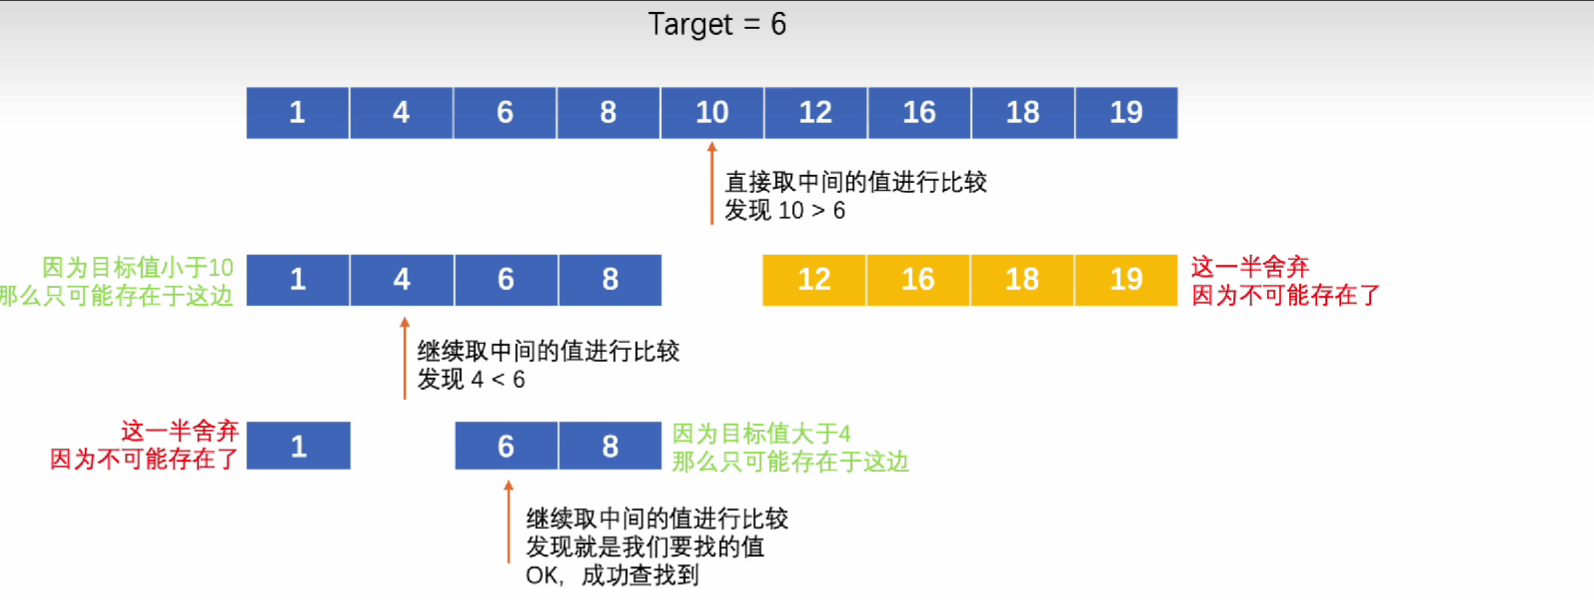 Target = 6
1 4 6 8 10 12 16 18 19
直接取中间的值进行比较
发现 10 > 6
因为目标值小于10
那么只可能存在于这边
1 4 6 8
12 16 18 19
这一半舍弃
因为不可能存在了
继续取中间的值进行比较
发现 4 < 6
这一半舍弃
因为不可能存在了
1
6 8
因为目标值大于4
那么只可能存在于这边
继续取中间的值进行比较
发现就是我们要找的值
OK，成功查找到